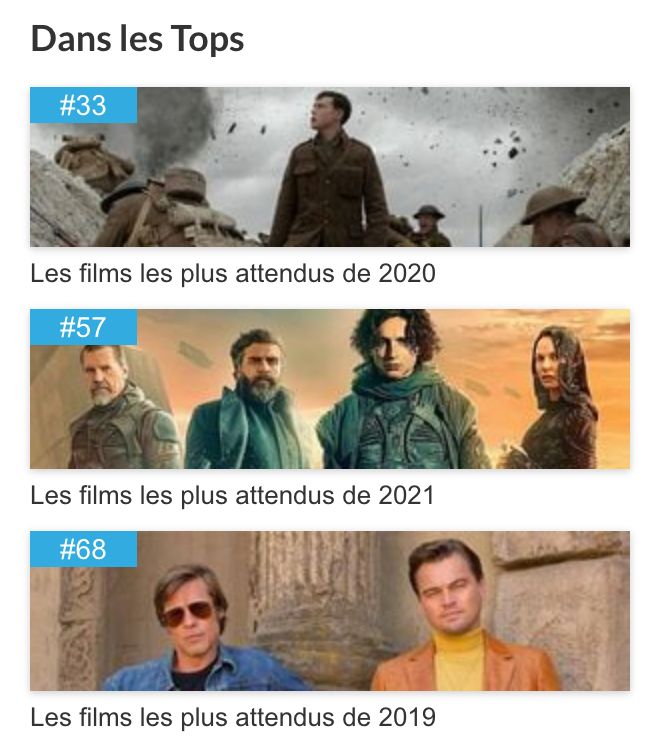 Dans les Tops
#33
Les films les plus attendus de 2020
#57
Les films les plus attendus de 2021
#68
Les films les plus attendus de 2019